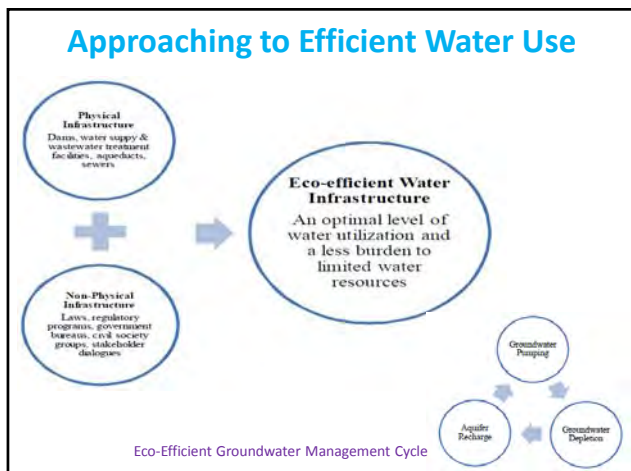 Approaching to Efficient Water Use
Physical
Infrastructure
Dams, water suppy &
wastewater treatment
facilities, aqueducts,
sewers
Non-Physical
Infrastructure
Laws, regulatory
programs, government
bureaus, civil society
groups, stakeholder
dialogues
Eco-efficient Water
Infrastructure
An optimal level of
water utilization and
a less burden to
limited water
resources
Groundwater
Pumping
Groundwater
Depletion
Aquifer
Recharge
Eco-Efficient Groundwater Management Cycle